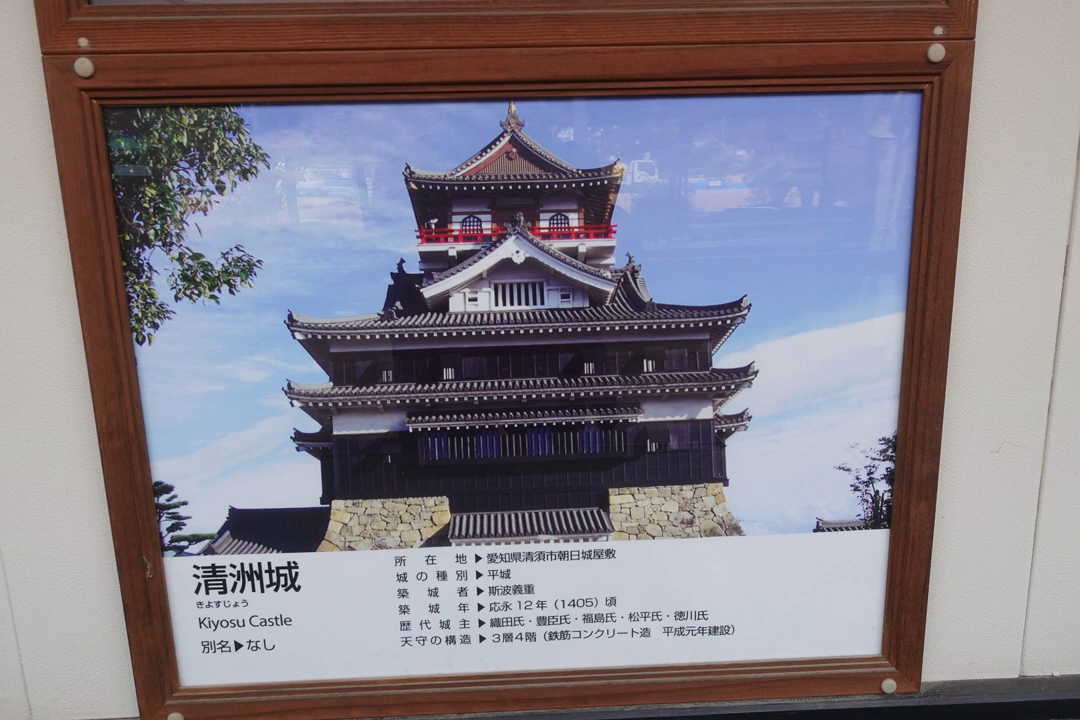 清洲城
きよすじょう
Kiyosu Castle
別名▶なし
所在地▶愛知県清須市朝日城屋敷
城の種別▶平城
築城者▶斯波義重
築城年▶応永12年（1405）頃
歴代城主▶織田氏・豊臣氏・福島氏・松平氏・徳川氏
天守の構造▶3層4階（鉄筋コンクリート造　平成元年建設）